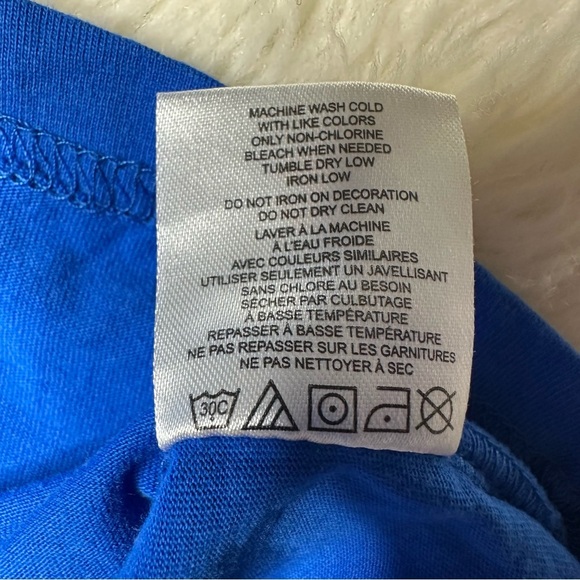 MACHINE WASH COLD
WITH LIKE COLORS
ONLY NON-CHLORINE
BLEACH WHEN NEEDED
TUMBLE DRY LOW
IRON LOW
DO NOT IRON ON DECORATION
DO NOT DRY CLEAN
LAVER À LA MACHINE
À L'EAU FROIDE
AVEC COULEURS SIMILAIRES
UTILISER SEULEMENT UN JAVELLISANT
SANS CHLORE AU BESOIN
SÉCHER PAR CULBUTAGE
À BASSE TEMPÉRATURE
REPASSER À BASSE TEMPÉRATURE
NE PAS REPASSER SUR LES GARNITURES
NE PAS NETTOYER À SEC
30C